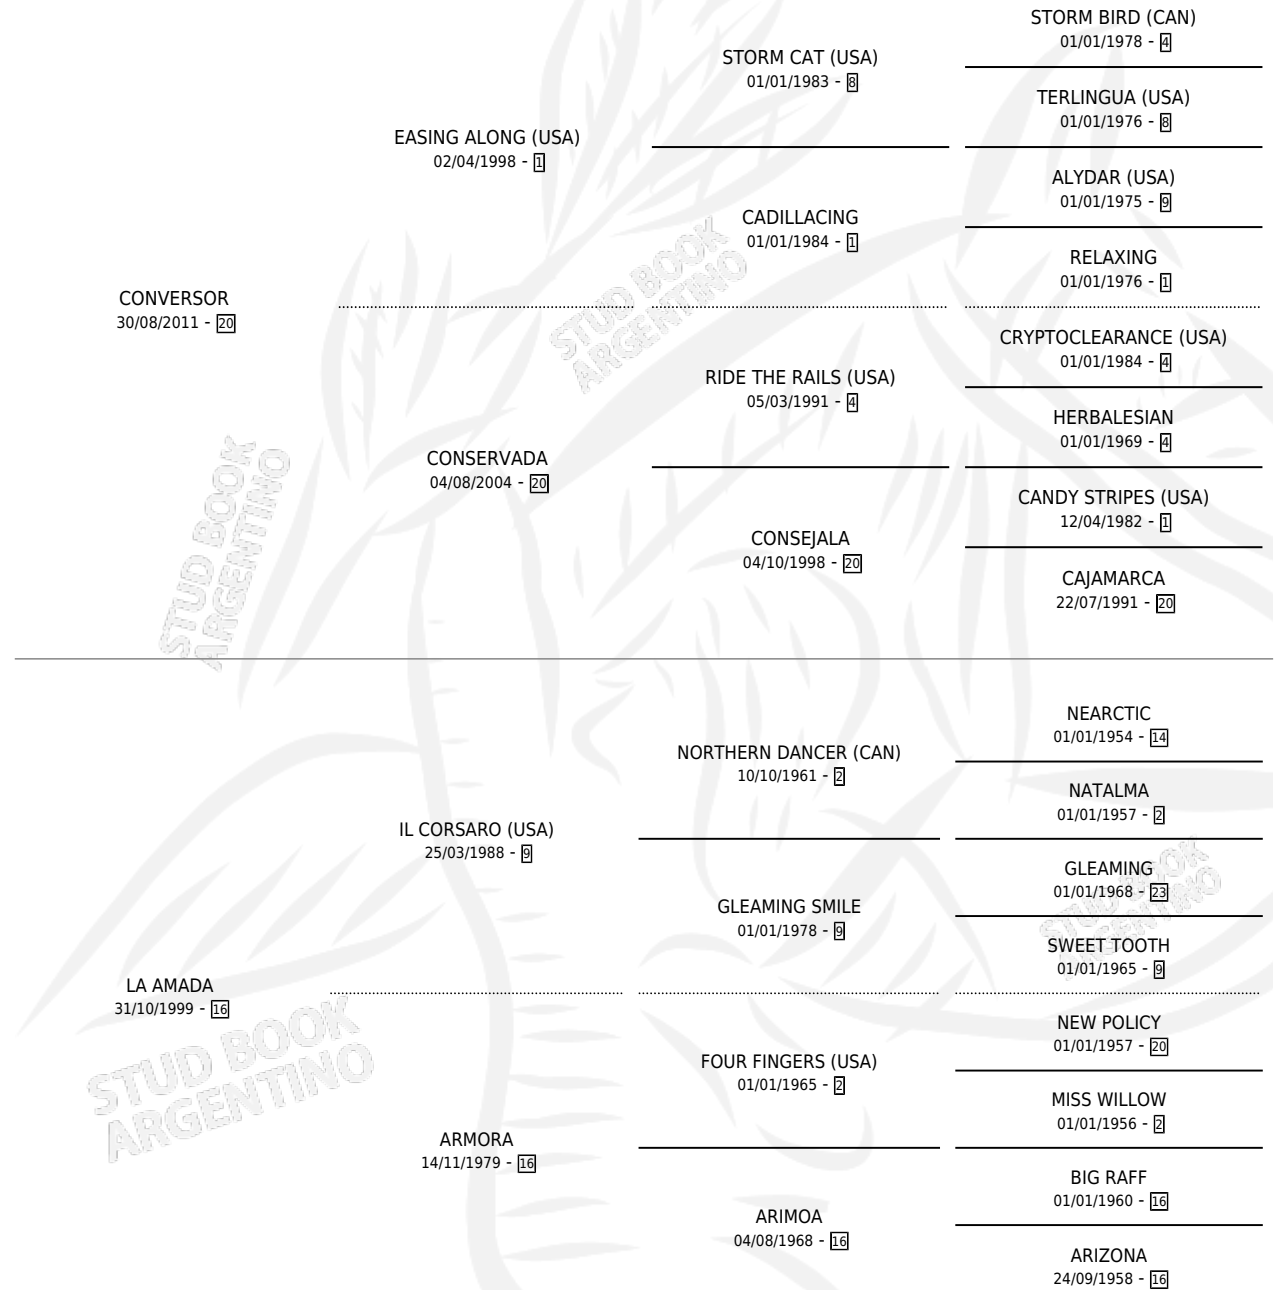 STORM BIRD (CAN)
01/01/1978 - 4
STORM CAT (USA)
01/01/1983 - 8
TERLINGUA (USA)
01/01/1976 - 8
EASING ALONG (USA)
02/04/1998 - 1
ALYDAR (USA)
01/01/1975 - 9
CADILLACING
01/01/1984 - 1
RELAXING
01/01/1976 - 1
CONVERSOR
30/08/2011 - 20
CRYPTOCLEARANCE (USA)
01/01/1984 - 4
RIDE THE RAILS (USA)
05/03/1991 - 4
HERBALESIAN
01/01/1969 - 4
CONSERVADA
04/08/2004 - 20
CANDY STRIPES (USA)
12/04/1982 - 1
CONSEJALA
04/10/1998 - 20
CAJAMARCA
22/07/1991 - 20
NEARCTIC
01/01/1954 - 14
NORTHERN DANCER (CAN)
10/10/1961 - 2
NATALMA
01/01/1957 - 2
IL CORSARO (USA)
25/03/1988 - 9
GLEAMING
01/01/1968 - 23
GLEAMING SMILE
01/01/1978 - 9
SWEET TOOTH
01/01/1965 - 9
LA AMADA
31/10/1999 - 16
NEW POLICY
01/01/1957 - 20
FOUR FINGERS (USA)
01/01/1965 - 2
MISS WILLOW
01/01/1956 - 2
ARMORA
14/11/1979 - 16
BIG RAFF
01/01/1960 - 16
ARIMOA
04/08/1968 - 16
ARIZONA
24/09/1958 - 16
STUD BOOK
ARGENTINO
STUD BOOK
ARGENTINO
STUD BOOK
ARGENTINO
STUD BOOK
ARGENTINO